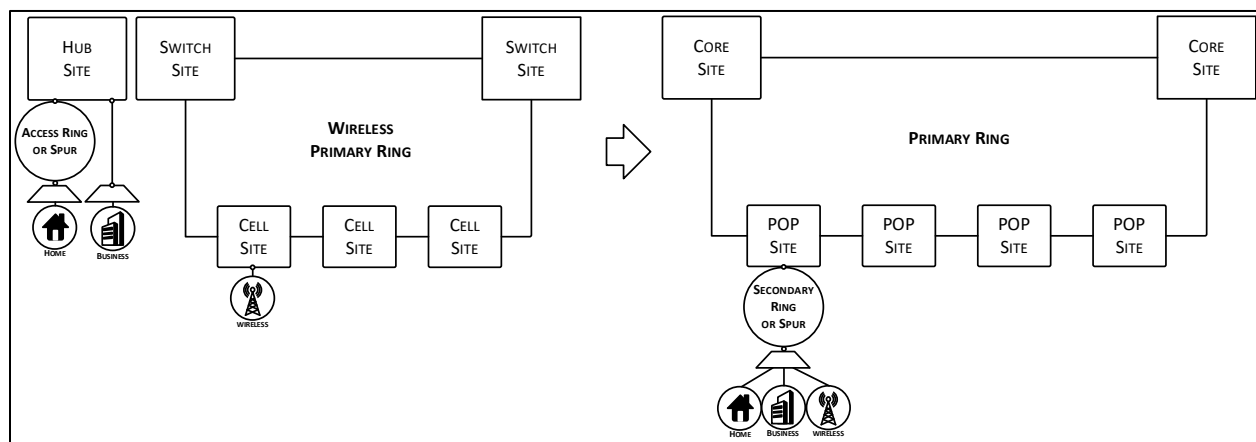 HUB
SITE
SWITCH
SITE
SWITCH
SITE
ACCESS RING
OR SPUR
WIRELESS
PRIMARY RING
HOME
BUSINESS
CELL
SITE
CELL
SITE
CELL
SITE
WIRELESS
CORE
SITE
CORE
SITE
PRIMARY RING
POP
SITE
POP
SITE
POP
SITE
POP
SITE
SECONDARY
RING
OR SPUR
HOME
BUSINESS
WIRELESS